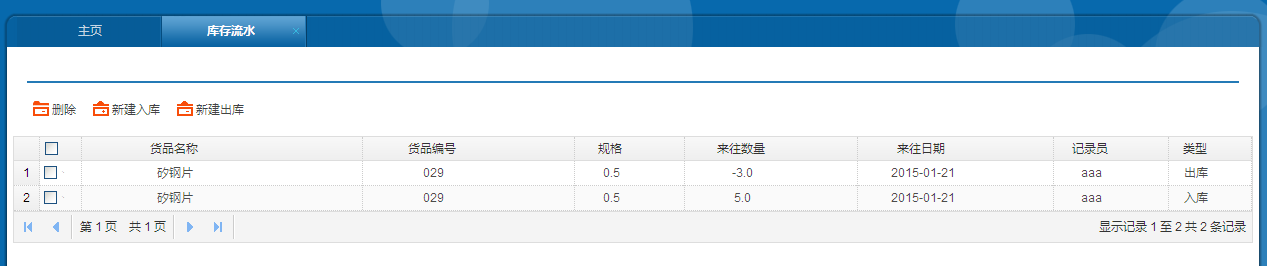 主页 库存流水 ×
删除 新建入库 新建出库
货品名称 货品编号 规格 来往数量 来往日期 记录员 类型
1 矽钢片 029 0.5 -3.0 2015-01-21 aaa 出库
2 矽钢片 029 0.5 5.0 2015-01-21 aaa 入库
第 1 页 共 1 页 显示记录 1 至 2 共 2 条记录